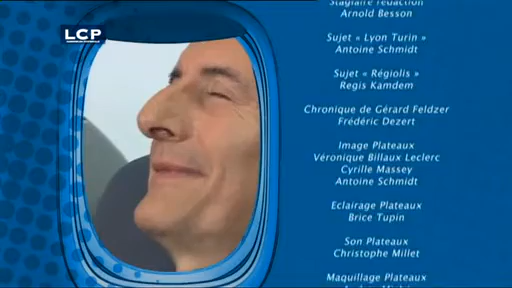 LCP
Stagiaire rédaction
Arnold Besson
Sujet « Lyon Turin »
Antoine Schmidt
Sujet « Régiolis »
Regis Kamdem
Chronique de Gérard Feldzer
Frédéric Dezert
Image Plateaux
Véronique Billaux Leclerc
Cyrille Massey
Antoine Schmidt
Eclairage Plateaux
Brice Tupin
Son Plateaux
Christophe Millet
Maquillage Plateaux